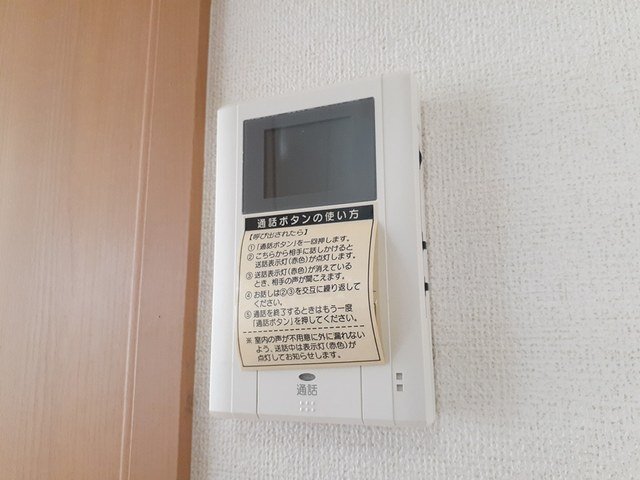 通話ボタンの使い方
【呼び出されたら】
① 「通話ボタン」を一回押します。
② こちらから相手に話しかけると
送話表示灯(赤色)が点灯します。
③ 送話表示灯(赤色)が消えている
とき、相手の声が聞こえます。
④ お話しは②③を交互に繰り返して
ください。
⑤ 通話を終了するときはもう一度
「通話ボタン」を押してください。
※ 室内の声が不用意に外に漏れない
よう、送話中は表示灯(赤色)が
点灯してお知らせします。
通話